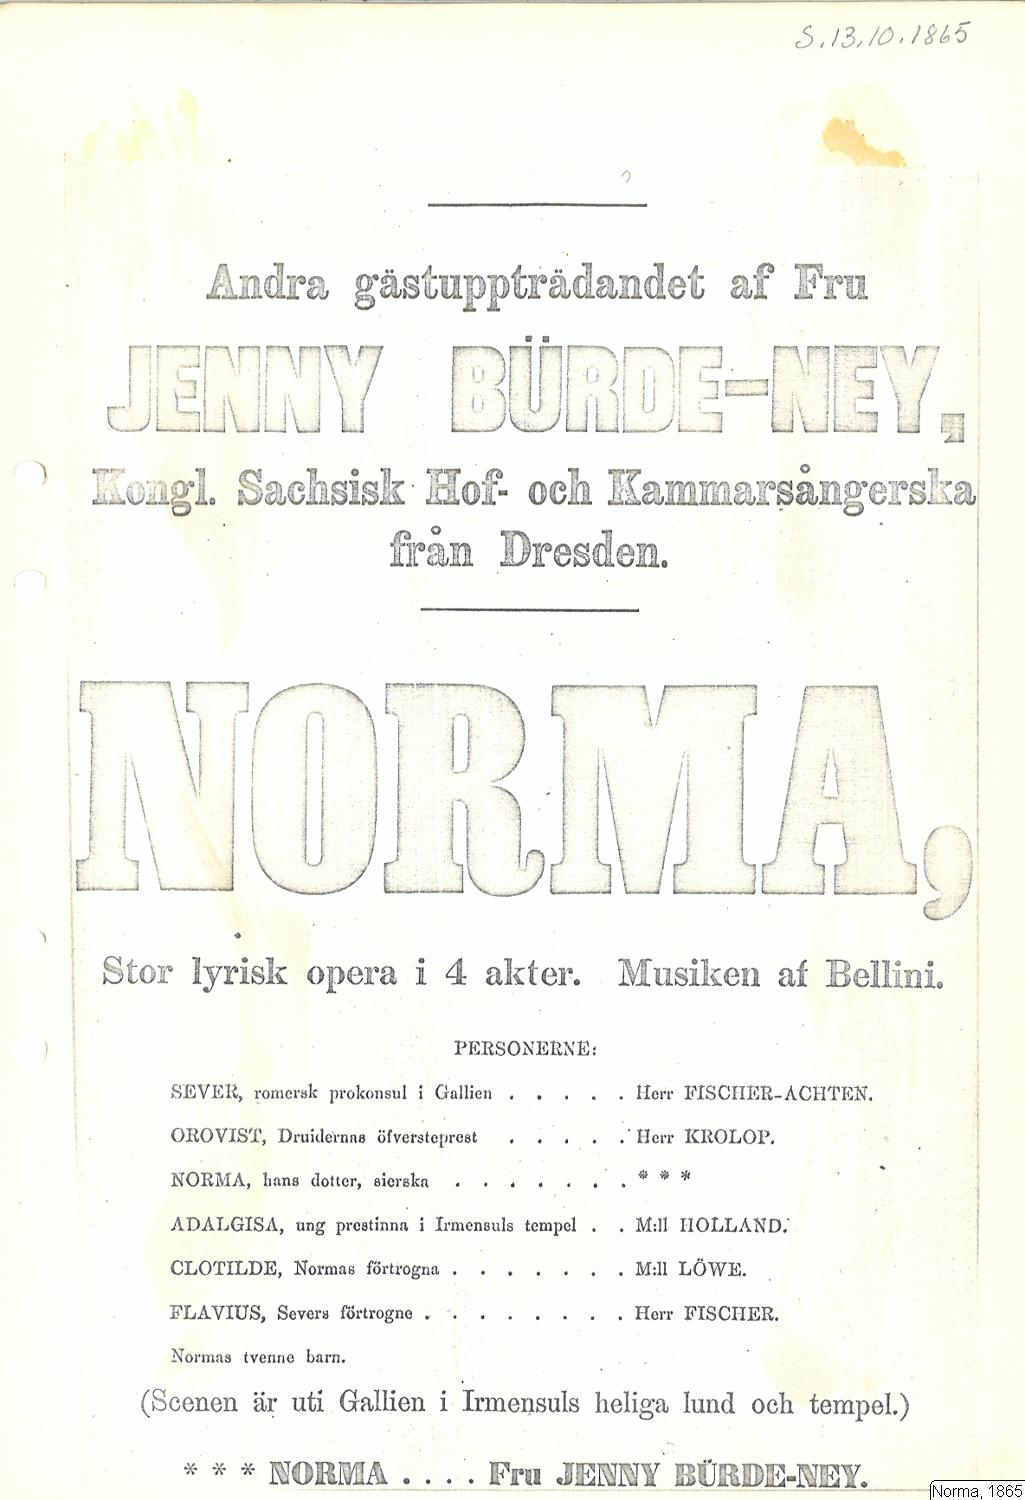 S.13.10.1865
Andra gästuppträdandet af Fru
JENNY BÜRDE-NEY,
Kongl. Sachsisk Hof- och Kammarsångerska
från Dresden.
NORMA,
Stor lyrisk opera i 4 akter. Musiken af Bellini.
PERSONERNE:
SEVER, romersk prokonsul i Gallien . . . . . Herr FISCHER-ACHTEN.
OROVIST, Druidernas öfversteprest . . . . . Herr KROLOP.
NORMA, hans dotter, sierska . . . . . . . * * *
ADALGISA, ung prestinna i Irmensuls tempel . . M:ll HOLLAND.
CLOTILDE, Normas förtrogna . . . . . . . M:ll LÖWE.
FLAVIUS, Severs förtrogne . . . . . . . . Herr FISCHER.
Normas tvenne barn.
(Scenen är uti Gallien i Irmensuls heliga lund och tempel.)
* * * NORMA . . . . Fru JENNY BÜRDE-NEY.
Norma, 1865